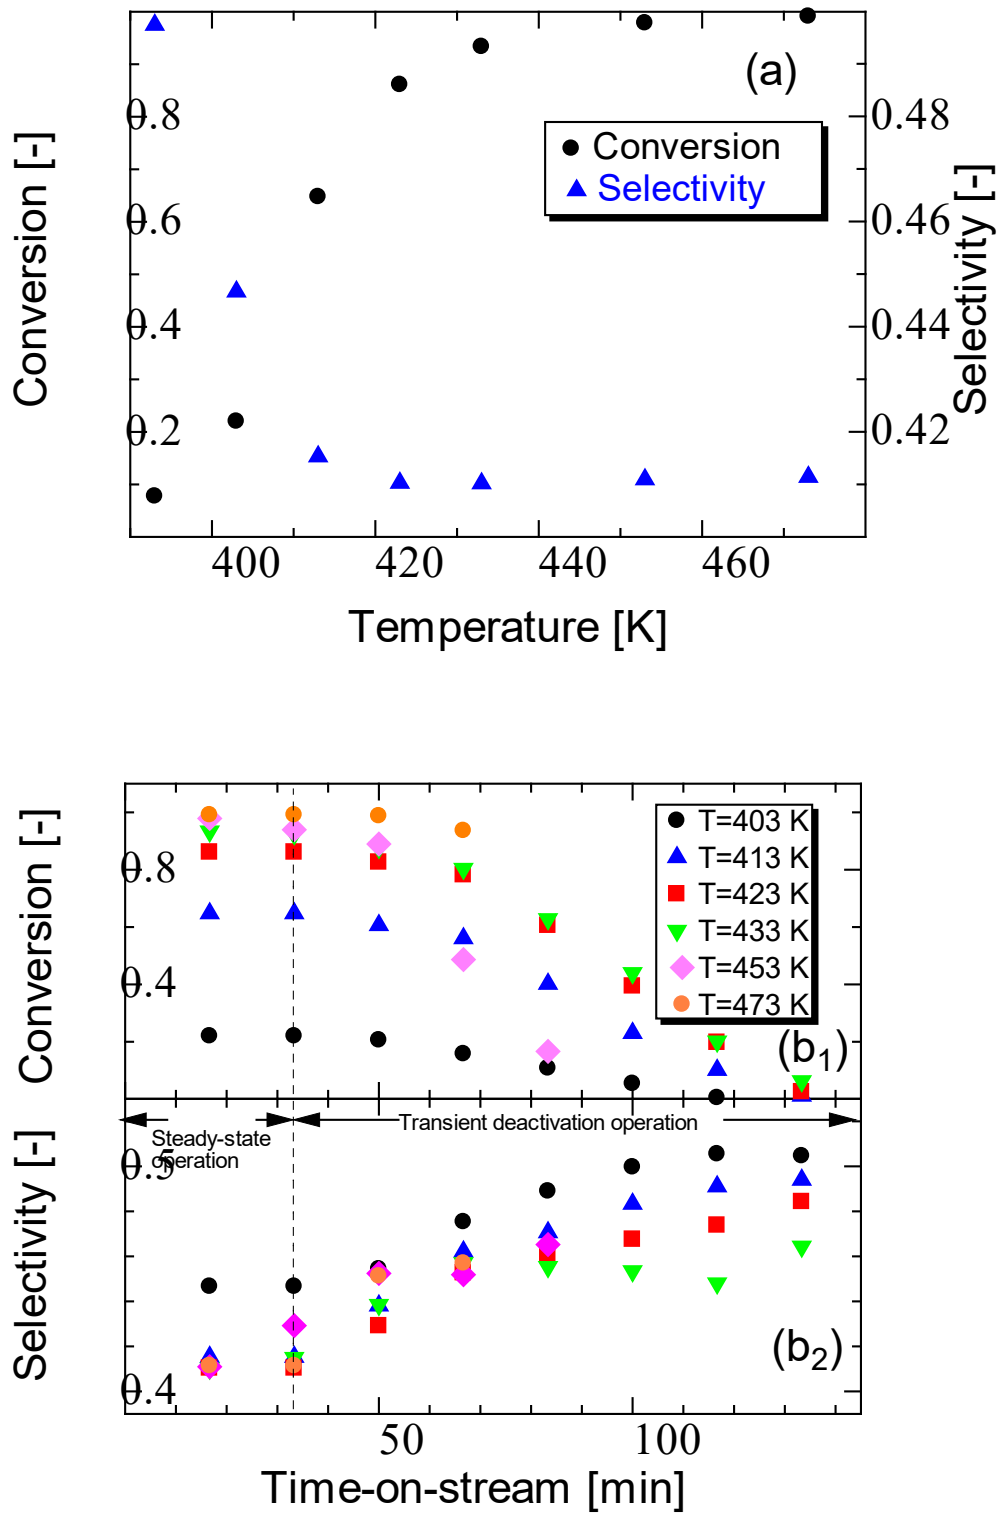 (a)
0.8
0.6
0.4
0.2
Conversion [-]
Conversion
Selectivity
0.48
0.46
0.44
0.42
Selectivity [-]
400 420 440 460
Temperature [K]
Conversion [-]
0.8
0.4
T=403 K
T=413 K
T=423 K
T=433 K
T=453 K
T=473 K
(b1)
Steady-state
operation
Transient deactivation operation
Selectivity [-]
0.5
0.4
(b2)
50 100
Time-on-stream [min]